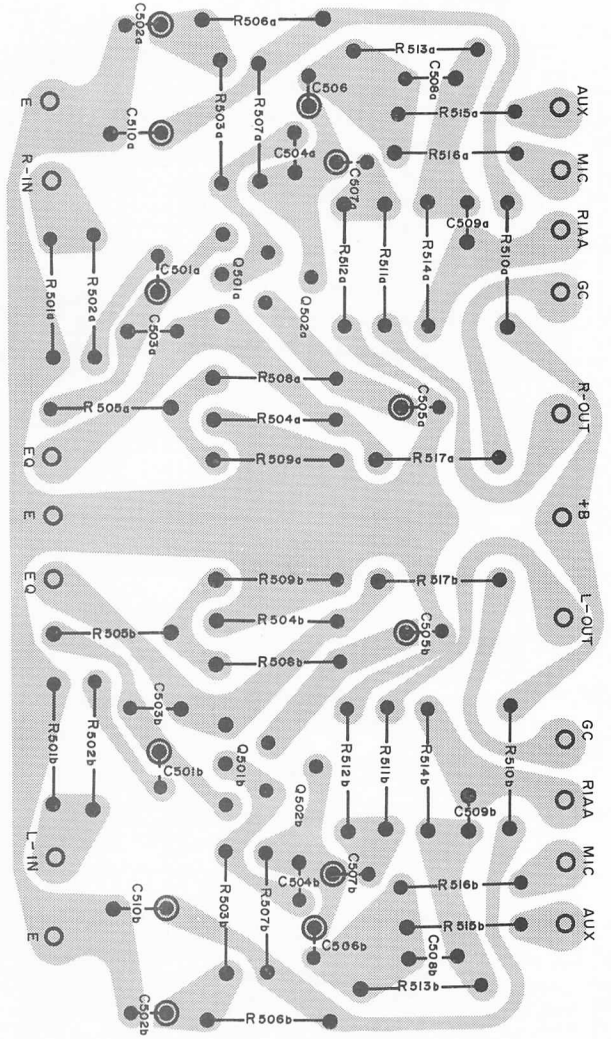 R506a
C502a
R513a
C508a
C506
R503a
R507a
R515a
AUX
E
C510a
C504a
R516a
MIC
C507a
R-IN
C509a
RIAA
R501a
R502a
C501a
Q501a
Q502a
R512a
R511a
R514a
R510a
GC
C503a
R508a
R505a
R504a
C505a
R-OUT
EQ
R509a
R517a
E
+B
EQ
R509b
R517b
R505b
R504b
C505b
L-OUT
R508b
C503b
R501b
R502b
C501b
Q501b
Q502b
R512b
R511b
R514b
R510b
GC
C509b
RIAA
L-IN
C504b
C507b
R516b
MIC
C510b
R503b
R507b
R515b
AUX
E
C506b
C508b
R513b
C502b
R506b